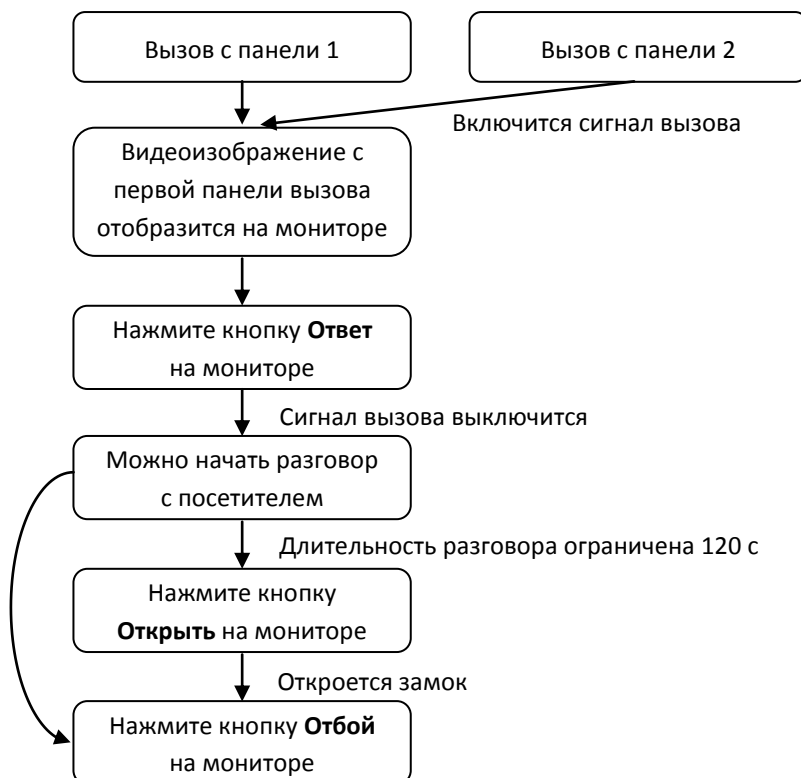 Вызов с панели 1
Вызов с панели 2
Включится сигнал вызова
Видеоизображение с
первой панели вызова
отобразится на мониторе
Нажмите кнопку Ответ
на мониторе
Сигнал вызова выключится
Можно начать разговор
с посетителем
Длительность разговора ограничена 120 с
Нажмите кнопку
Открыть на мониторе
Откроется замок
Нажмите кнопку Отбой
на мониторе